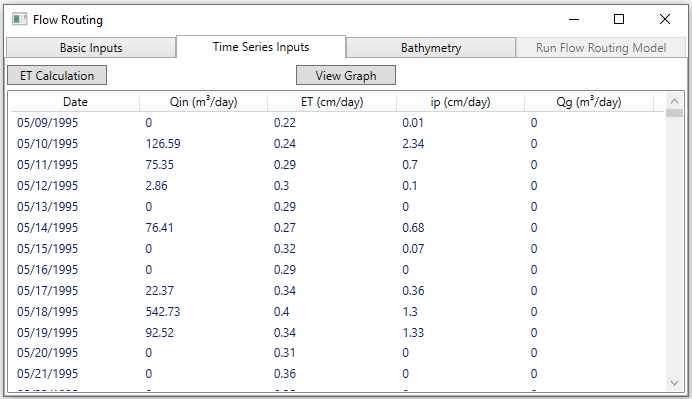 Flow Routing
Basic Inputs Time Series Inputs Bathymetry Run Flow Routing Model
ET Calculation View Graph
Date Qin (m³/day) ET (cm/day) ip (cm/day) Qg (m³/day)
05/09/1995 0 0.22 0.01 0
05/10/1995 126.59 0.24 2.34 0
05/11/1995 75.35 0.29 0.7 0
05/12/1995 2.86 0.3 0.1 0
05/13/1995 0 0.29 0 0
05/14/1995 76.41 0.27 0.68 0
05/15/1995 0 0.32 0.07 0
05/16/1995 0 0.29 0 0
05/17/1995 22.37 0.34 0.36 0
05/18/1995 542.73 0.4 1.3 0
05/19/1995 92.52 0.34 1.33 0
05/20/1995 0 0.31 0 0
05/21/1995 0 0.36 0 0